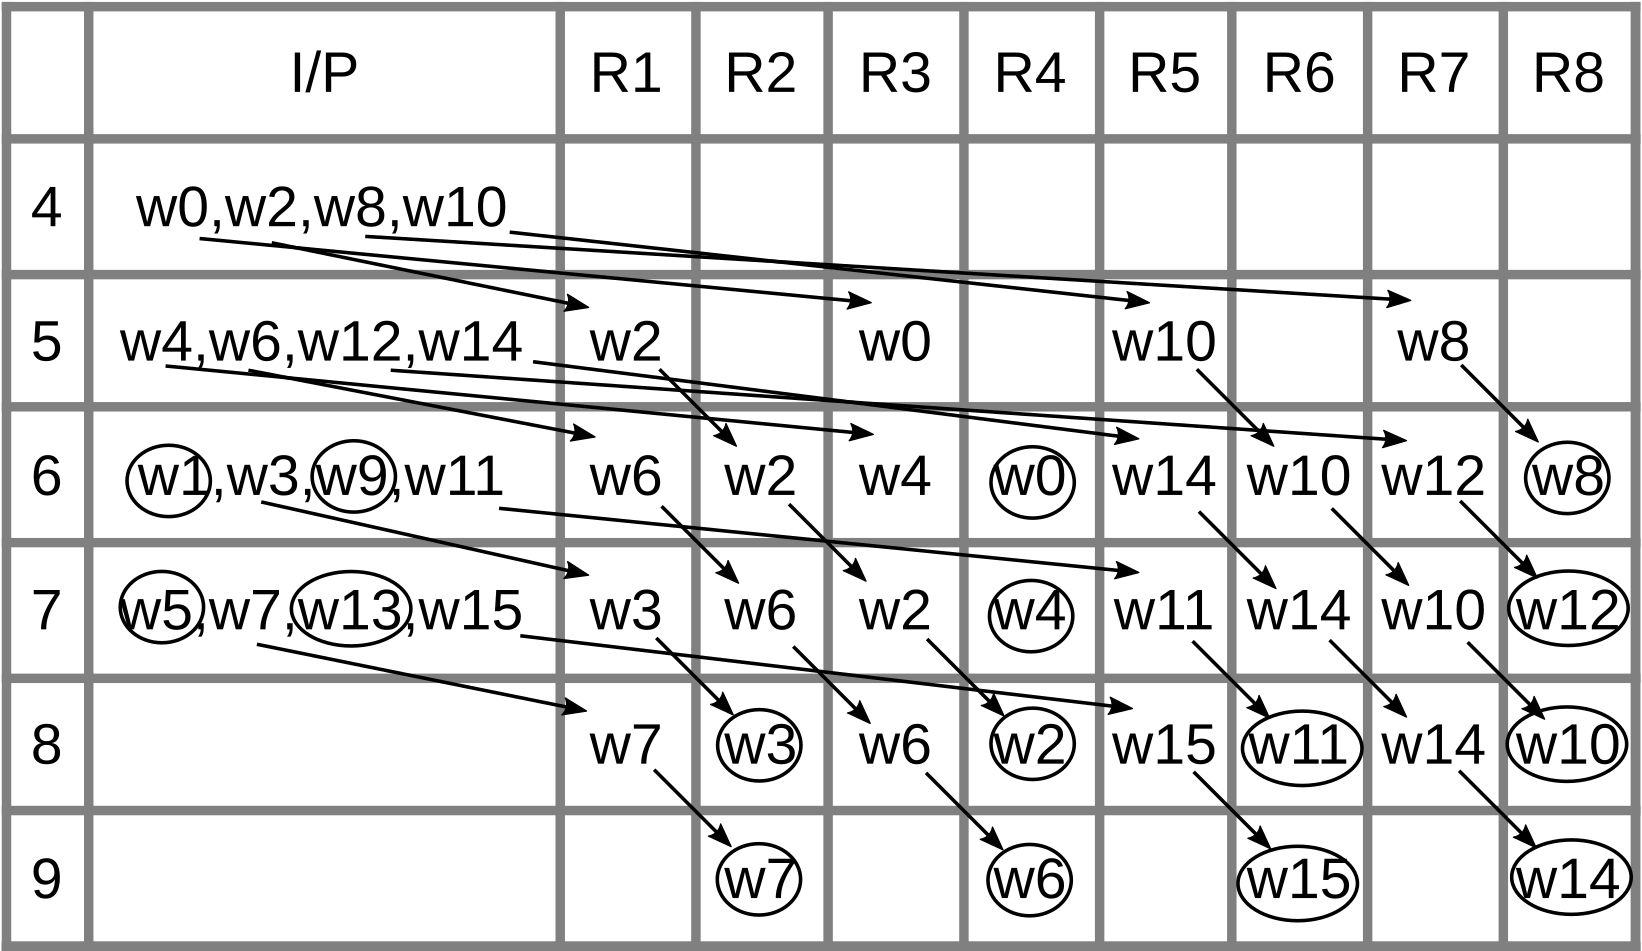 I/P R1 R2 R3 R4 R5 R6 R7 R8
4 w0,w2,w8,w10
5 w4,w6,w12,w14 w2 w0 w10 w8
6 w1,w3,w9,w11 w6 w2 w4 w0 w14 w10 w12 w8
7 w5,w7,w13,w15 w3 w6 w2 w4 w11 w14 w10 w12
8 w7 w3 w6 w2 w15 w11 w14 w10
9 w7 w6 w15 w14